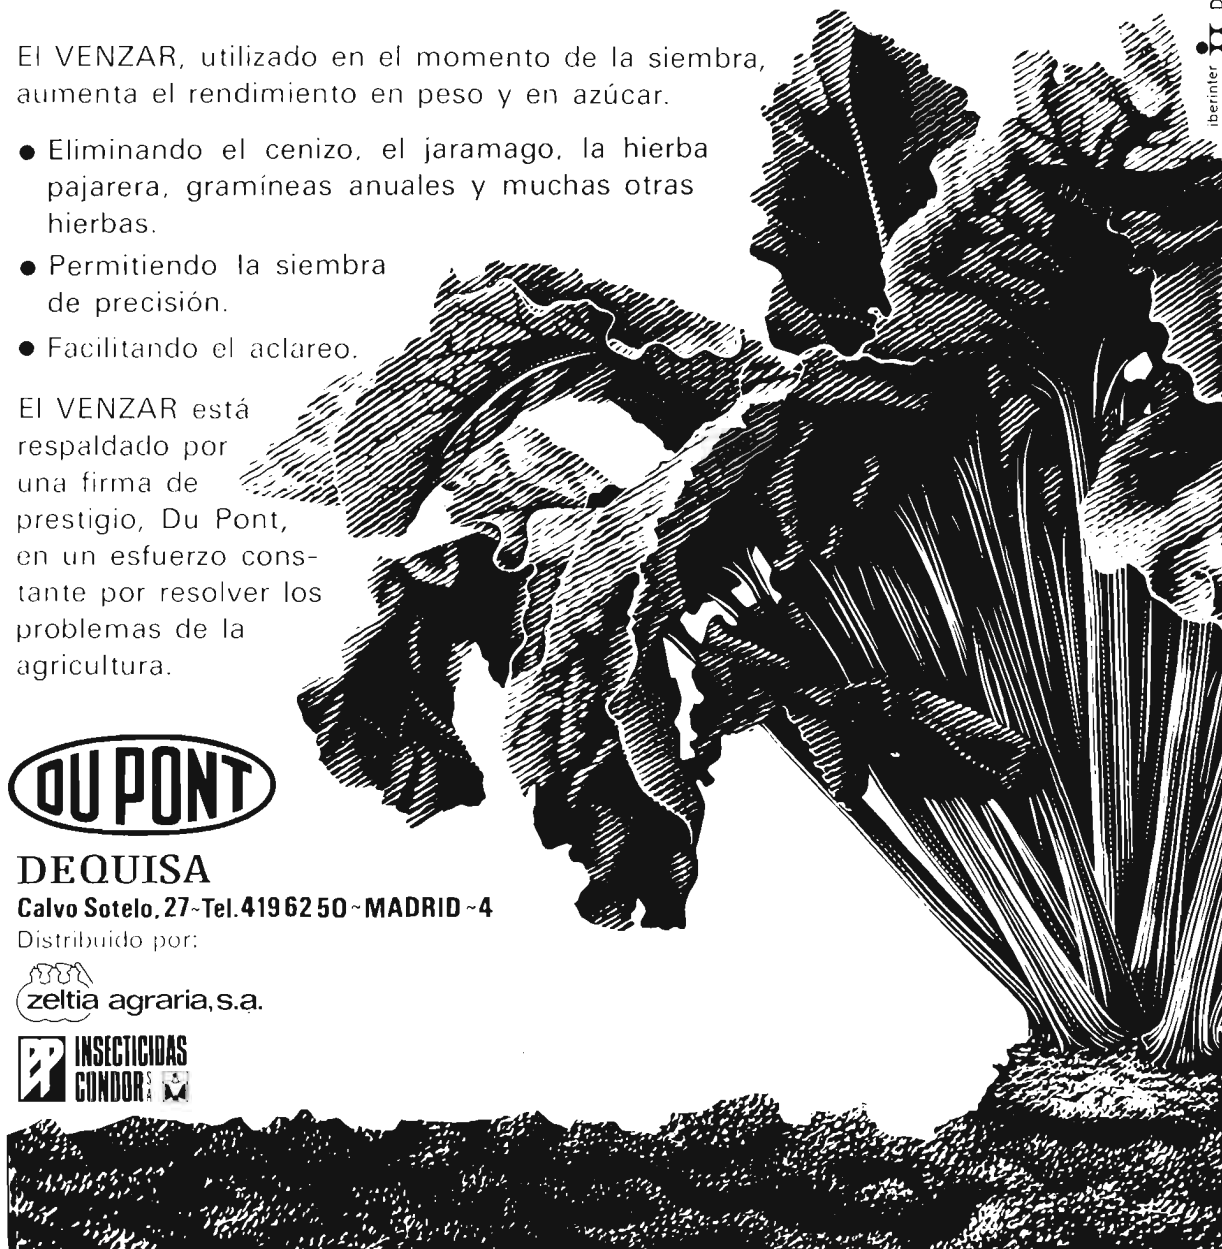 El VENZAR, utilizado en el momento de la siembra,
aumenta el rendimiento en peso y en azúcar.
● Eliminando el cenizo, el jaramago, la hierba
pajarera, gramíneas anuales y muchas otras
hierbas.
● Permitiendo la siembra
de precisión.
● Facilitando el aclareo.
El VENZAR está
respaldado por
una firma de
prestigio, Du Pont,
en un esfuerzo cons-
tante por resolver los
problemas de la
agricultura.
DU PONT
DEQUISA
Calvo Sotelo, 27~Tel. 419 62 50~MADRID~4
Distribuido por:
zeltia agraria, s.a.
INSECTICIDAS
CONDOR S A
iberinter